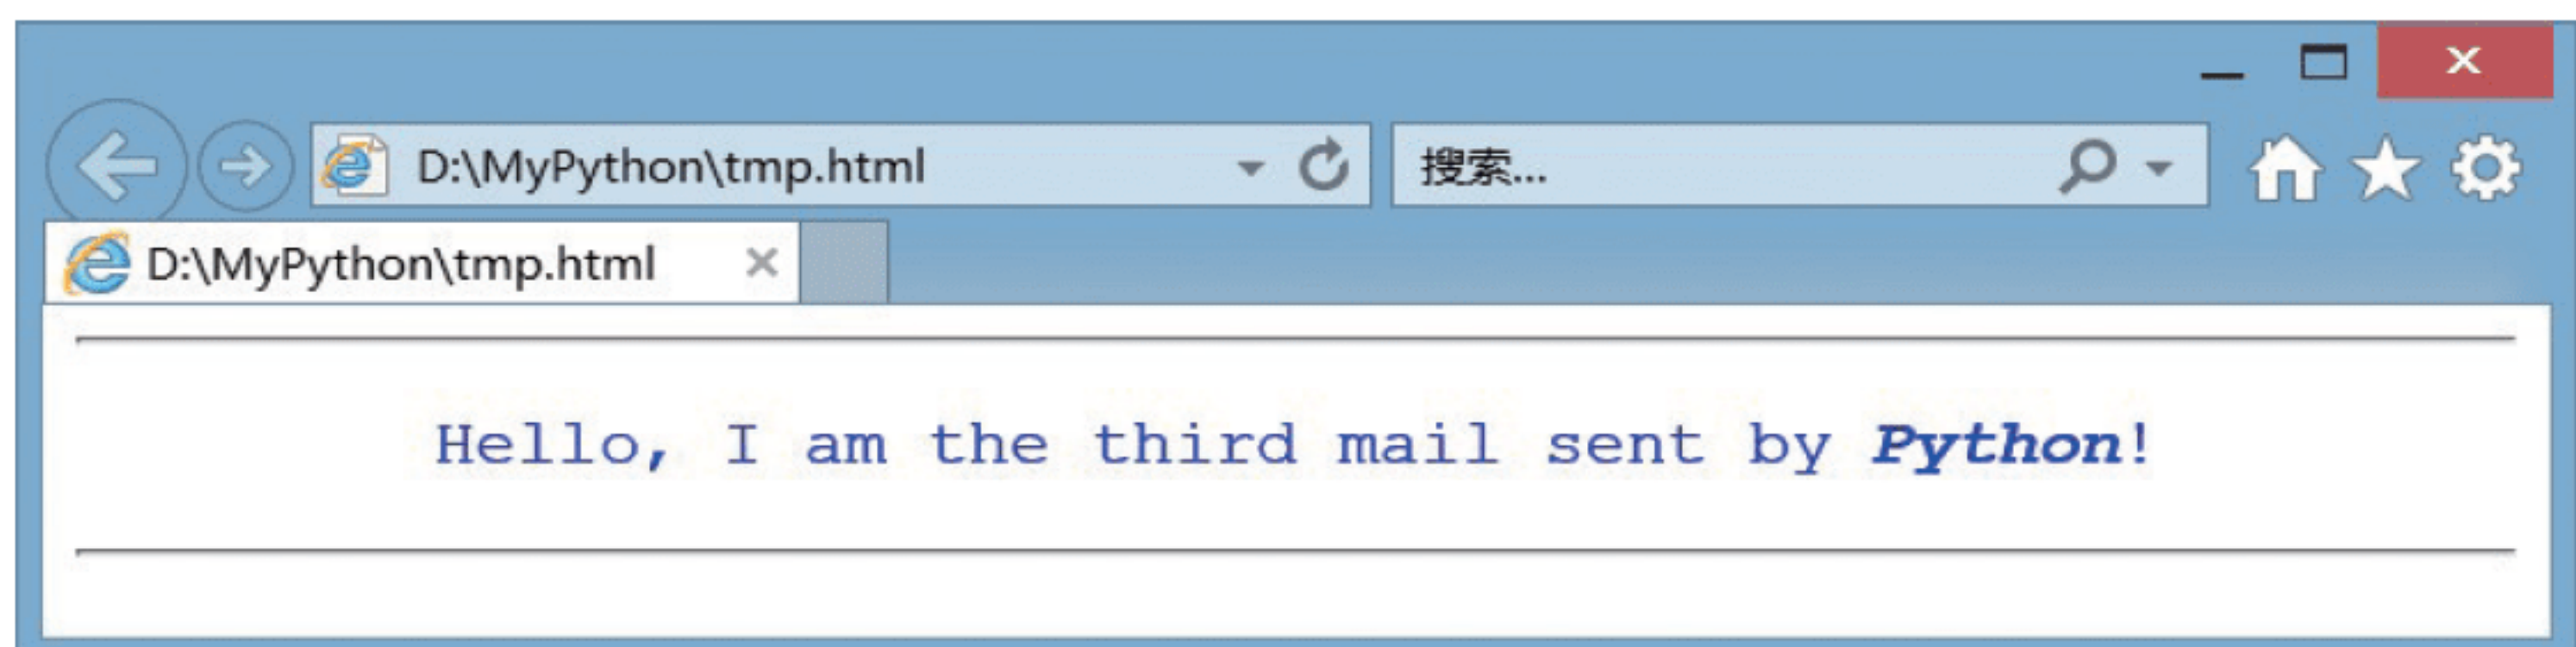 D:\MyPython\tmp.html
搜索...
D:\MyPython\tmp.html
Hello, I am the third mail sent by Python!